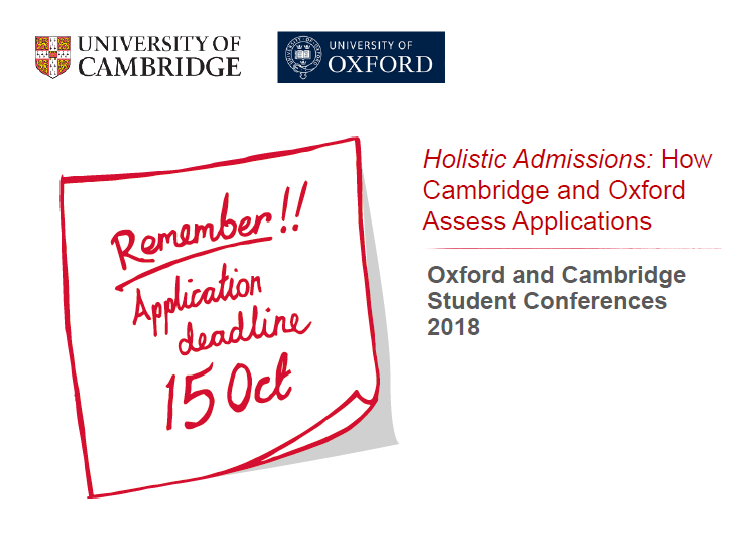 UNIVERSITY OF
CAMBRIDGE
UNIVERSITY OF
OXFORD
Remember!!
Application
deadline
15 Oct
Holistic Admissions: How
Cambridge and Oxford
Assess Applications
Oxford and Cambridge
Student Conferences
2018